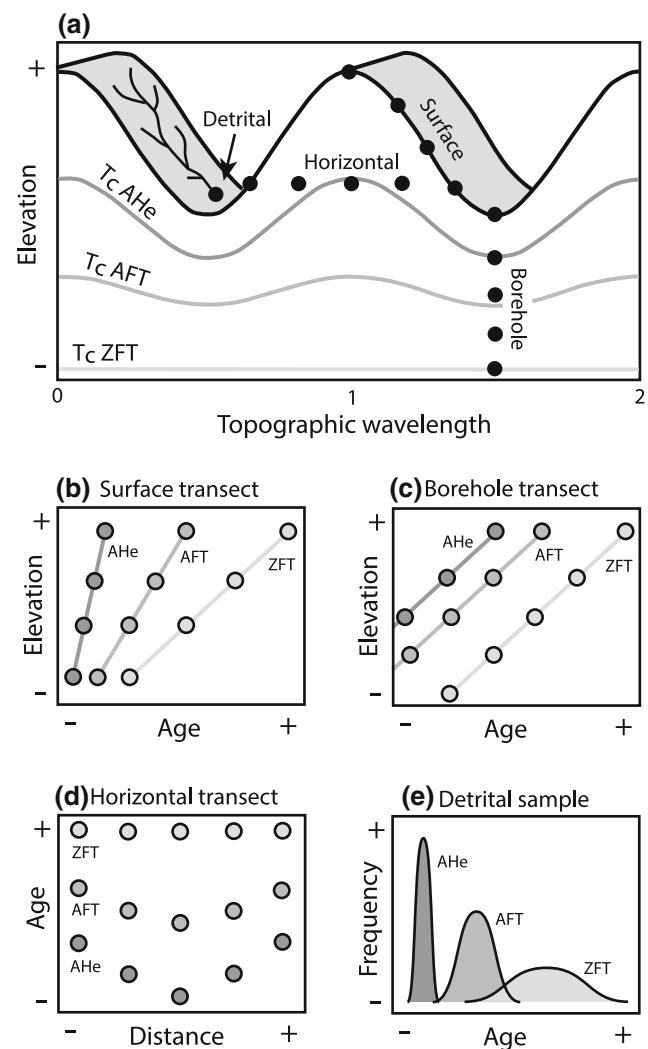 (a)
+
Elevation
–
Detrital
Surface
Horizontal
Tc AHe
Tc AFT
Borehole
Tc ZFT
0
1
2
Topographic wavelength
(b) Surface transect
+
Elevation
–
AHe
AFT
ZFT
– Age +
(c) Borehole transect
+
Elevation
–
AHe
AFT
ZFT
– Age +
(d) Horizontal transect
+
Age
–
ZFT
AFT
AHe
– Distance +
(e) Detrital sample
+
Frequency
–
AHe
AFT
ZFT
– Age +